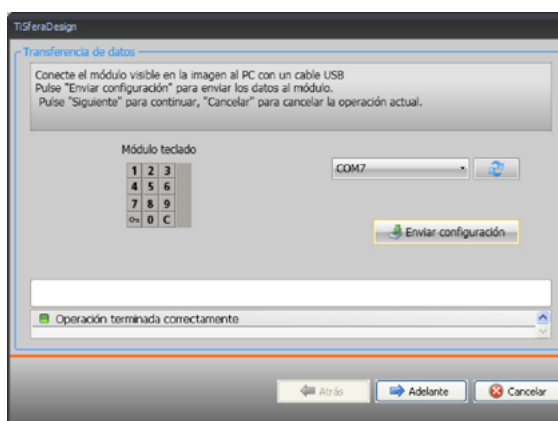 TiSferaDesign
Transferencia de datos
Conecte el módulo visible en la imagen al PC con un cable USB
Pulse "Enviar configuración" para enviar los datos al módulo.
Pulse "Siguiente" para continuar, "Cancelar" para cancelar la operación actual.
Módulo teclado
1 2 3
4 5 6
7 8 9
0 C
COM7
Enviar configuración
Operación terminada correctamente
Atrás
Adelante
Cancelar